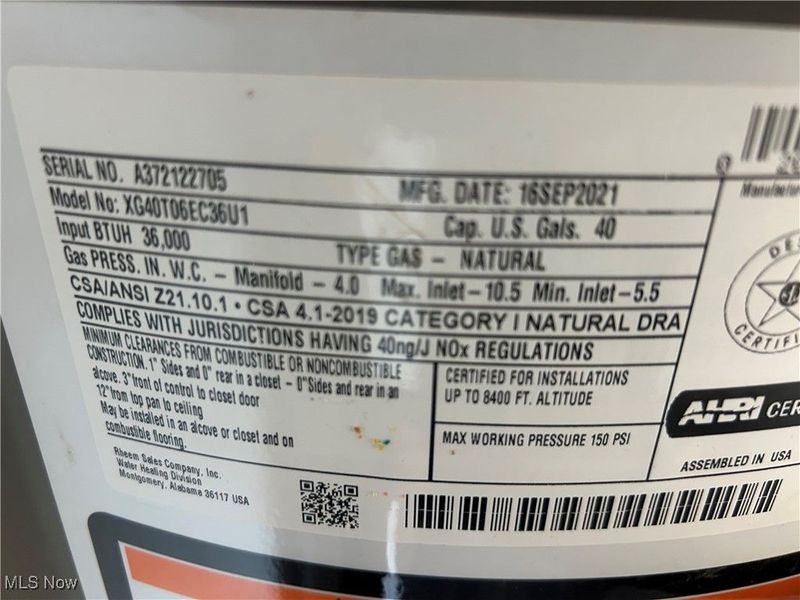 SERIAL NO. A372122705 MFG. DATE: 16SEP2021
Model No: XG40T06EC36U1 Cap. U.S. Gals. 40
Input BTUH 36,000 TYPE GAS - NATURAL
Gas PRESS. IN. W.C. - Manifold - 4.0 Max. Inlet-10.5 Min. Inlet-5.5
CSA/ANSI Z21.10.1 • CSA 4.1-2019 CATEGORY I NATURAL DRA
COMPLIES WITH JURISDICTIONS HAVING 40ng/J NOx REGULATIONS
MINIMUM CLEARANCES FROM COMBUSTIBLE OR NONCOMBUSTIBLE
CONSTRUCTION. 1" Sides and 0" rear in a closet - 0"Sides and rear in an
alcove. 3"front of control to closet door
12"from top pan to ceiling
May be installed in an alcove or closet and on
combustible flooring.
CERTIFIED FOR INSTALLATIONS
UP TO 8400 FT. ALTITUDE
MAX WORKING PRESSURE 150 PSI
Rheem Sales Company, Inc.
Water Heating Division
Montgomery, Alabama 36117 USA
Manufactur
DES
CERTIFI
AHRI CER
ASSEMBLED IN USA
MLS Now